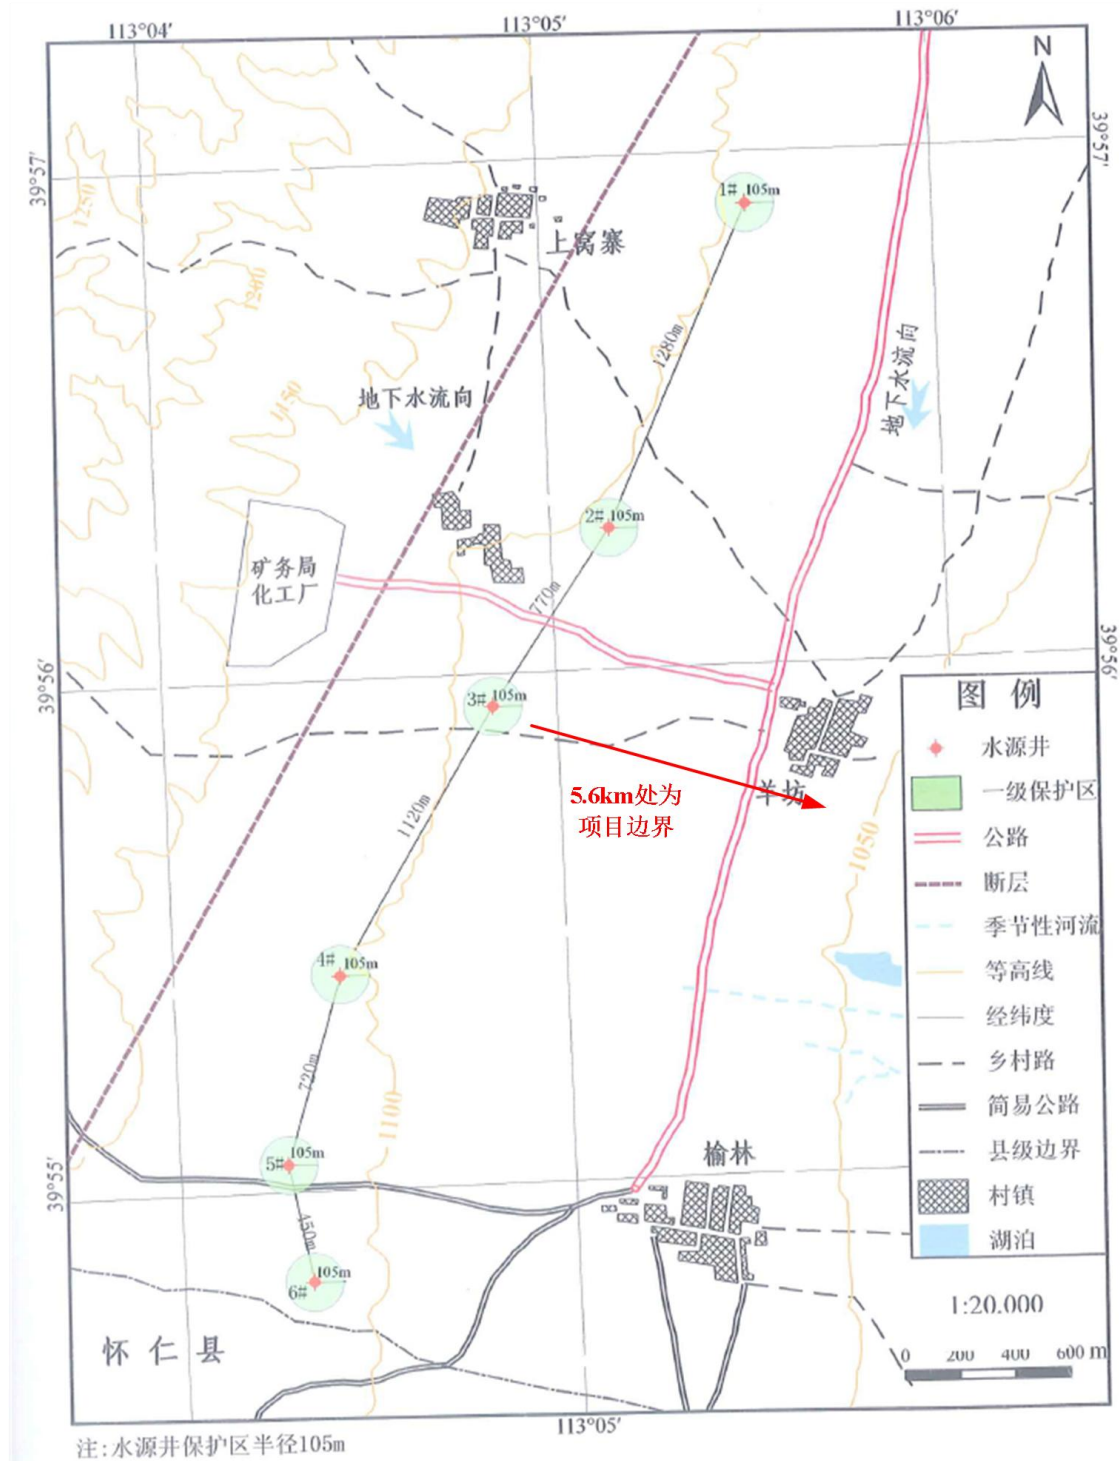 113°04′
113°05′
113°06′
N
39°57′
39°57′
1250
1#
105m
上窝寨
1200
1280m
地下水流向
地下水流向
1150
2#
105m
矿务局
化工厂
770m
39°56′
39°56′
3#
105m
5.6km处为
项目边界
羊坊
1120m
1050
4#
105m
720m
1100
39°55′
5#
105m
榆林
450m
6#
105m
怀仁县
图例
水源井
一级保护区
公路
断层
季节性河流
等高线
经纬度
乡村路
简易公路
县级边界
村镇
湖泊
1:20.000
0 200 400 600 m
113°05′
注:水源井保护区半径105m